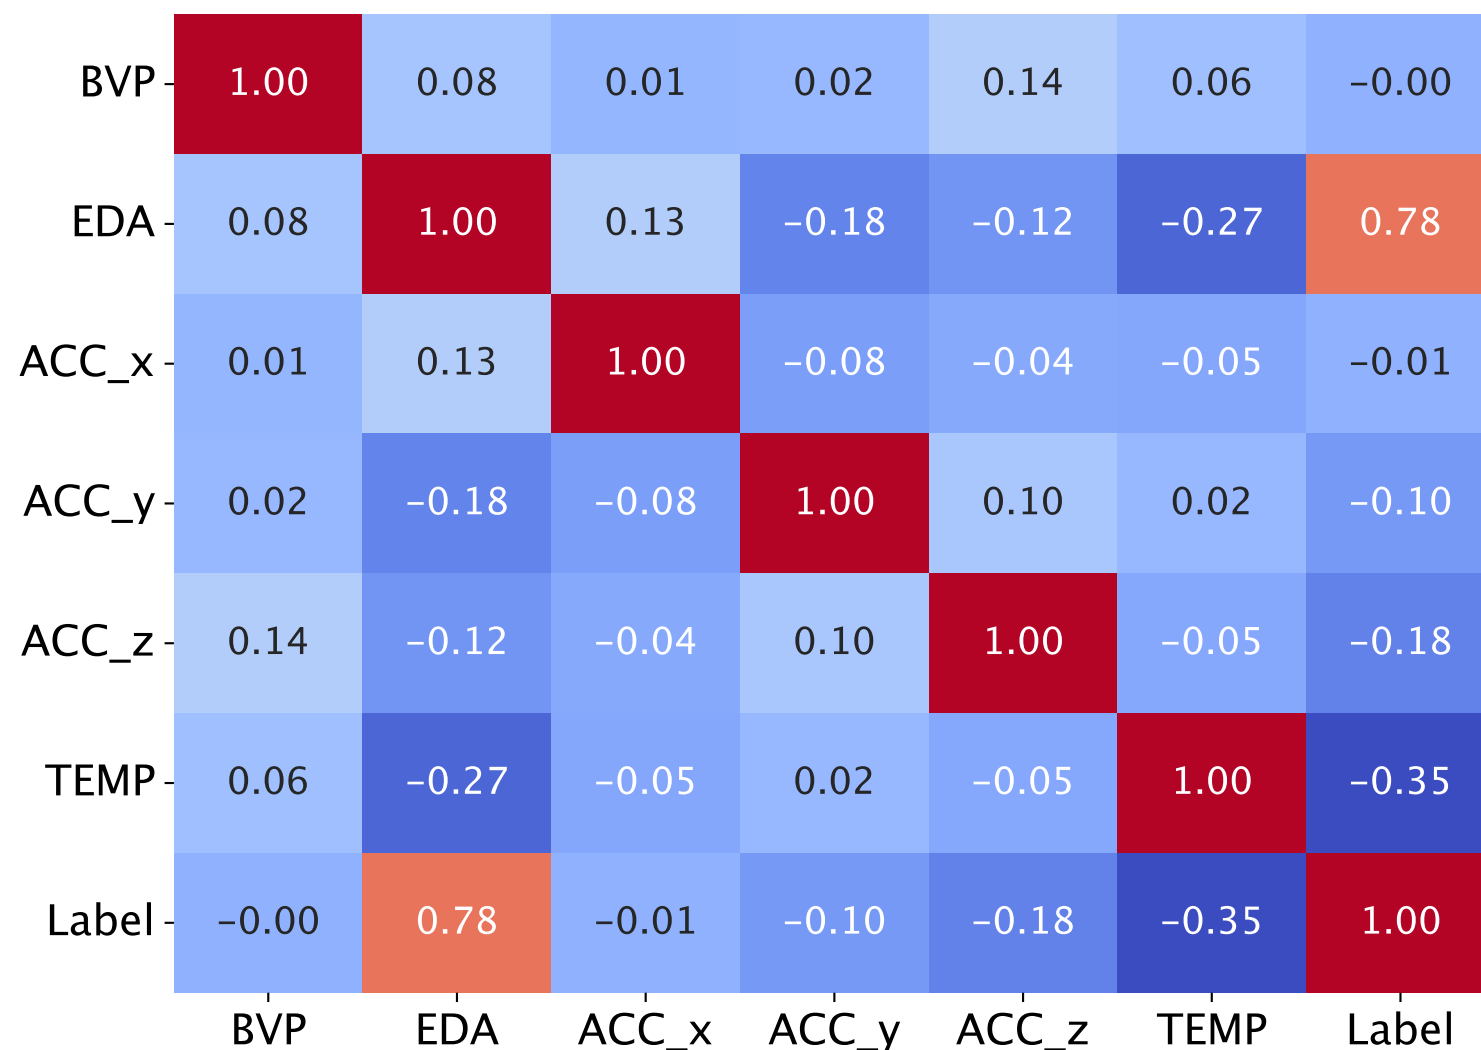 BVP 1.00 0.08 0.01 0.02 0.14 0.06 −0.00
EDA 0.08 1.00 0.13 −0.18 −0.12 −0.27 0.78
ACC_x 0.01 0.13 1.00 −0.08 −0.04 −0.05 −0.01
ACC_y 0.02 −0.18 −0.08 1.00 0.10 0.02 −0.10
ACC_z 0.14 −0.12 −0.04 0.10 1.00 −0.05 −0.18
TEMP 0.06 −0.27 −0.05 0.02 −0.05 1.00 −0.35
Label −0.00 0.78 −0.01 −0.10 −0.18 −0.35 1.00
BVP EDA ACC_x ACC_y ACC_z TEMP Label